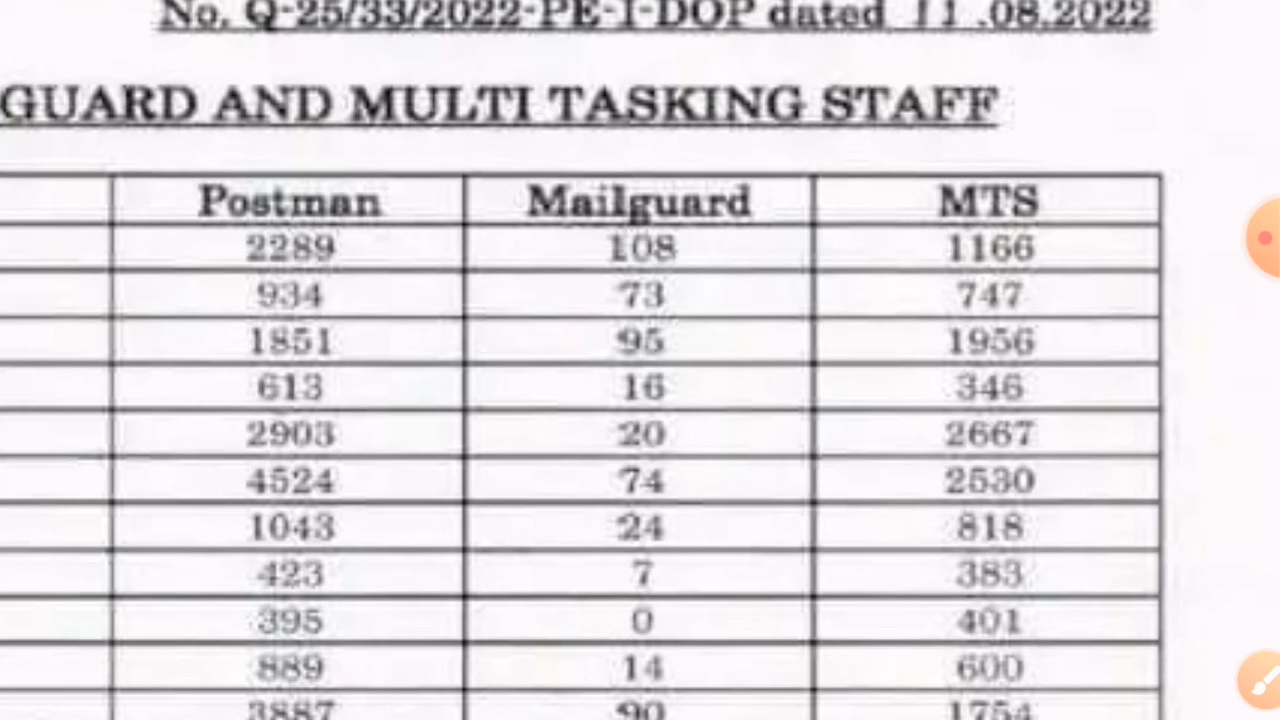 No. Q-25/33/2022-PE-I-DOP dated 11.08.2022
GUARD AND MULTI TASKING STAFF
Postman Mailguard MTS
2289 108 1166
934 73 747
1851 95 1956
613 16 346
2903 20 2667
4524 74 2530
1043 24 818
423 7 383
395 0 401
889 14 600
3887 90 1754